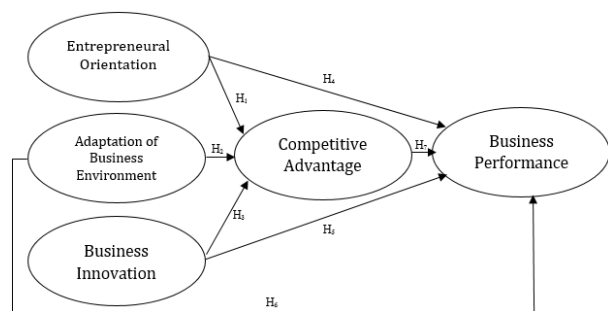 Entrepreneurial
Orientation
H₄
H₁
Adaptation of
Business
Environment
H₂
Competitive
Advantage
H₇
Business
Performance
H₃
H₅
Business
Innovation
H₆